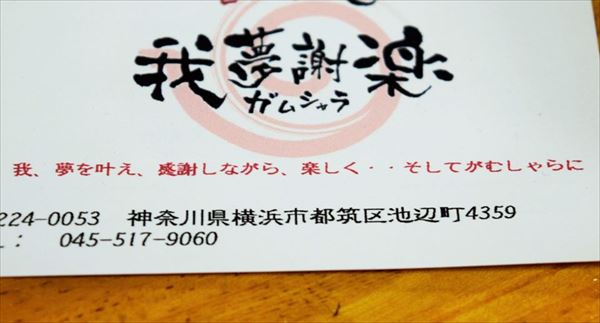 我夢謝楽
ガムシャラ
我、夢を叶え、感謝しながら、楽しく・・そしてがむしゃらに
224-0053 神奈川県横浜市都筑区池辺町4359
L: 045-517-9060